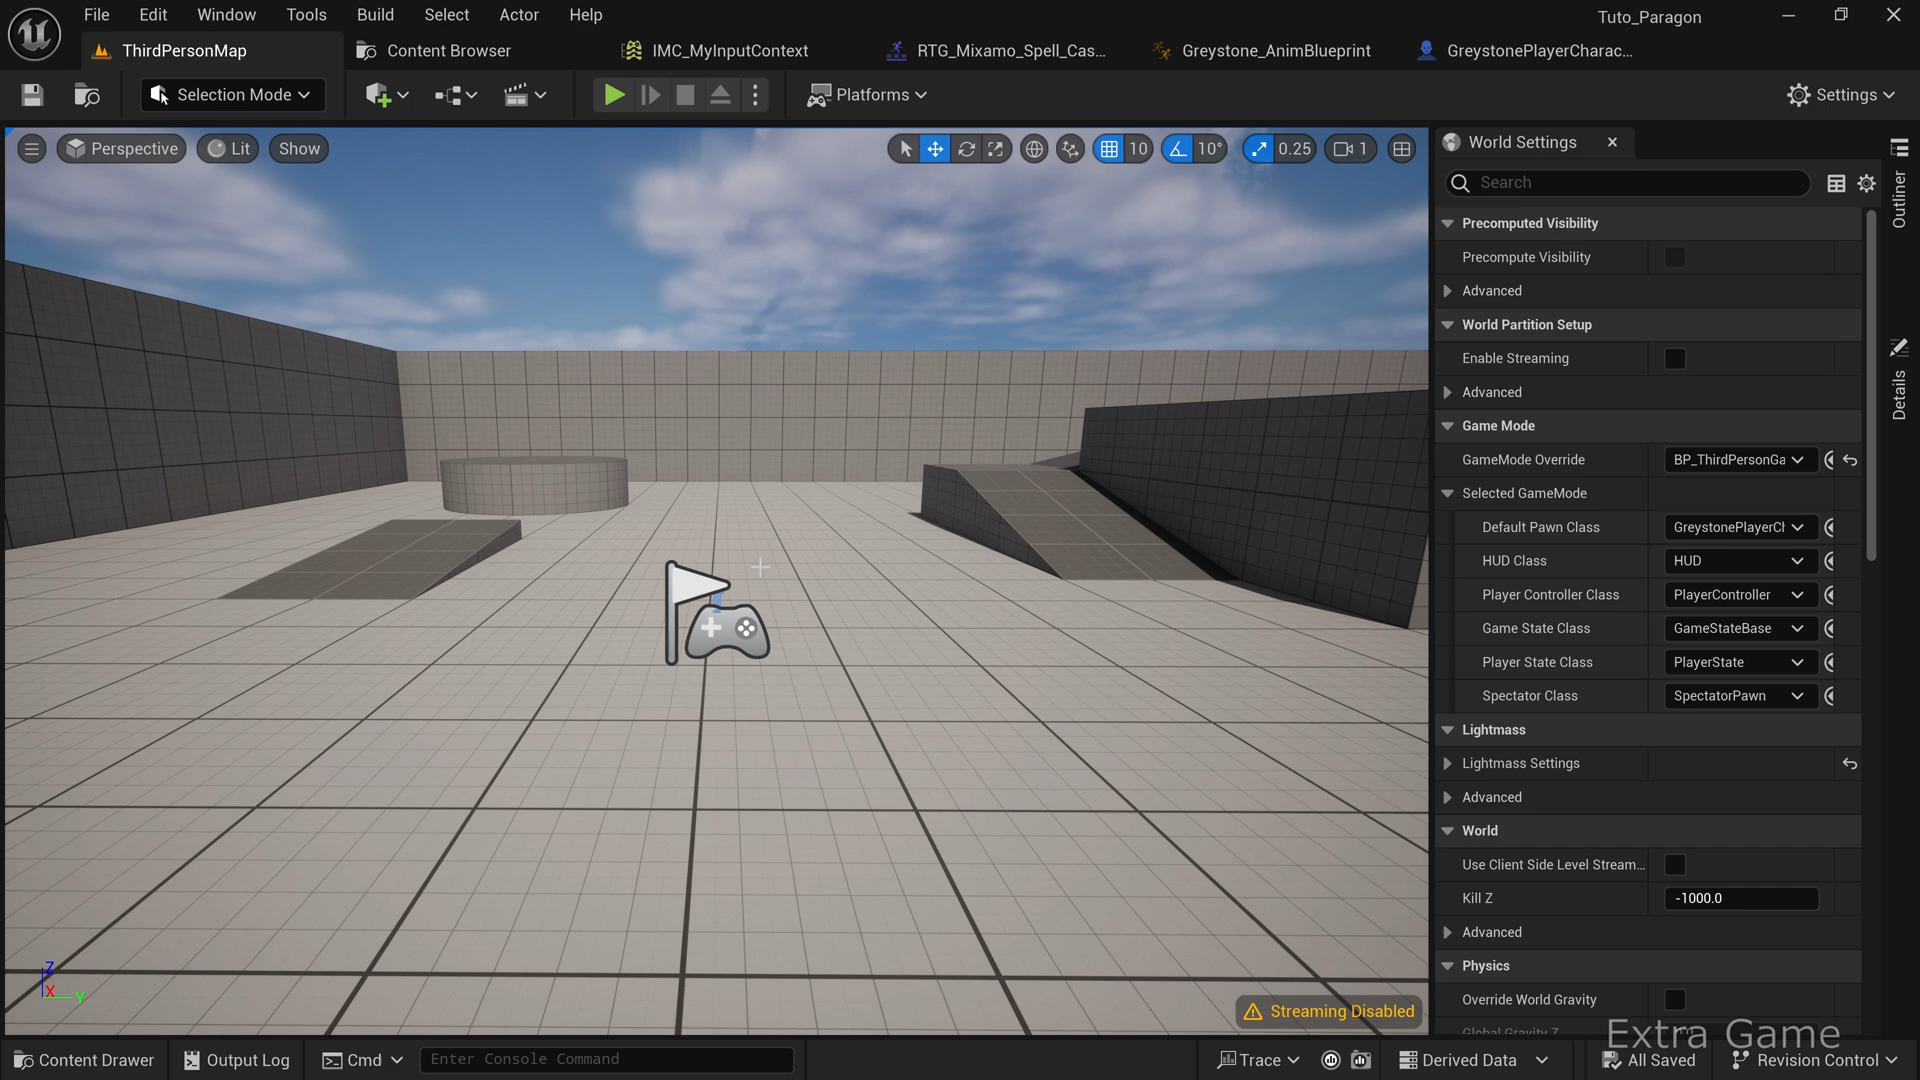 File Edit Window Tools Build Select Actor Help
Tuto_Paragon
ThirdPersonMap
Content Browser
IMC_MyInputContext
RTG_Mixamo_Spell_Cas...
Greystone_AnimBlueprint
GreystonePlayerCharac...
Selection Mode
Platforms
Settings
Perspective
Lit
Show
10
10°
0.25
1
World Settings
Search
Outliner
Details
Precomputed Visibility
Precompute Visibility
Advanced
World Partition Setup
Enable Streaming
Advanced
Game Mode
GameMode Override BP_ThirdPersonGa
Selected GameMode
Default Pawn Class GreystonePlayerCh
HUD Class HUD
Player Controller Class PlayerController
Game State Class GameStateBase
Player State Class PlayerState
Spectator Class SpectatorPawn
Lightmass
Lightmass Settings
Advanced
World
Use Client Side Level Stream...
Kill Z -1000.0
Advanced
Physics
Override World Gravity
Global Gravity Z
Z
X
Y
Streaming Disabled
Extra Game
Content Drawer
Output Log
Cmd
Enter Console Command
Trace
Derived Data
All Saved
Revision Control